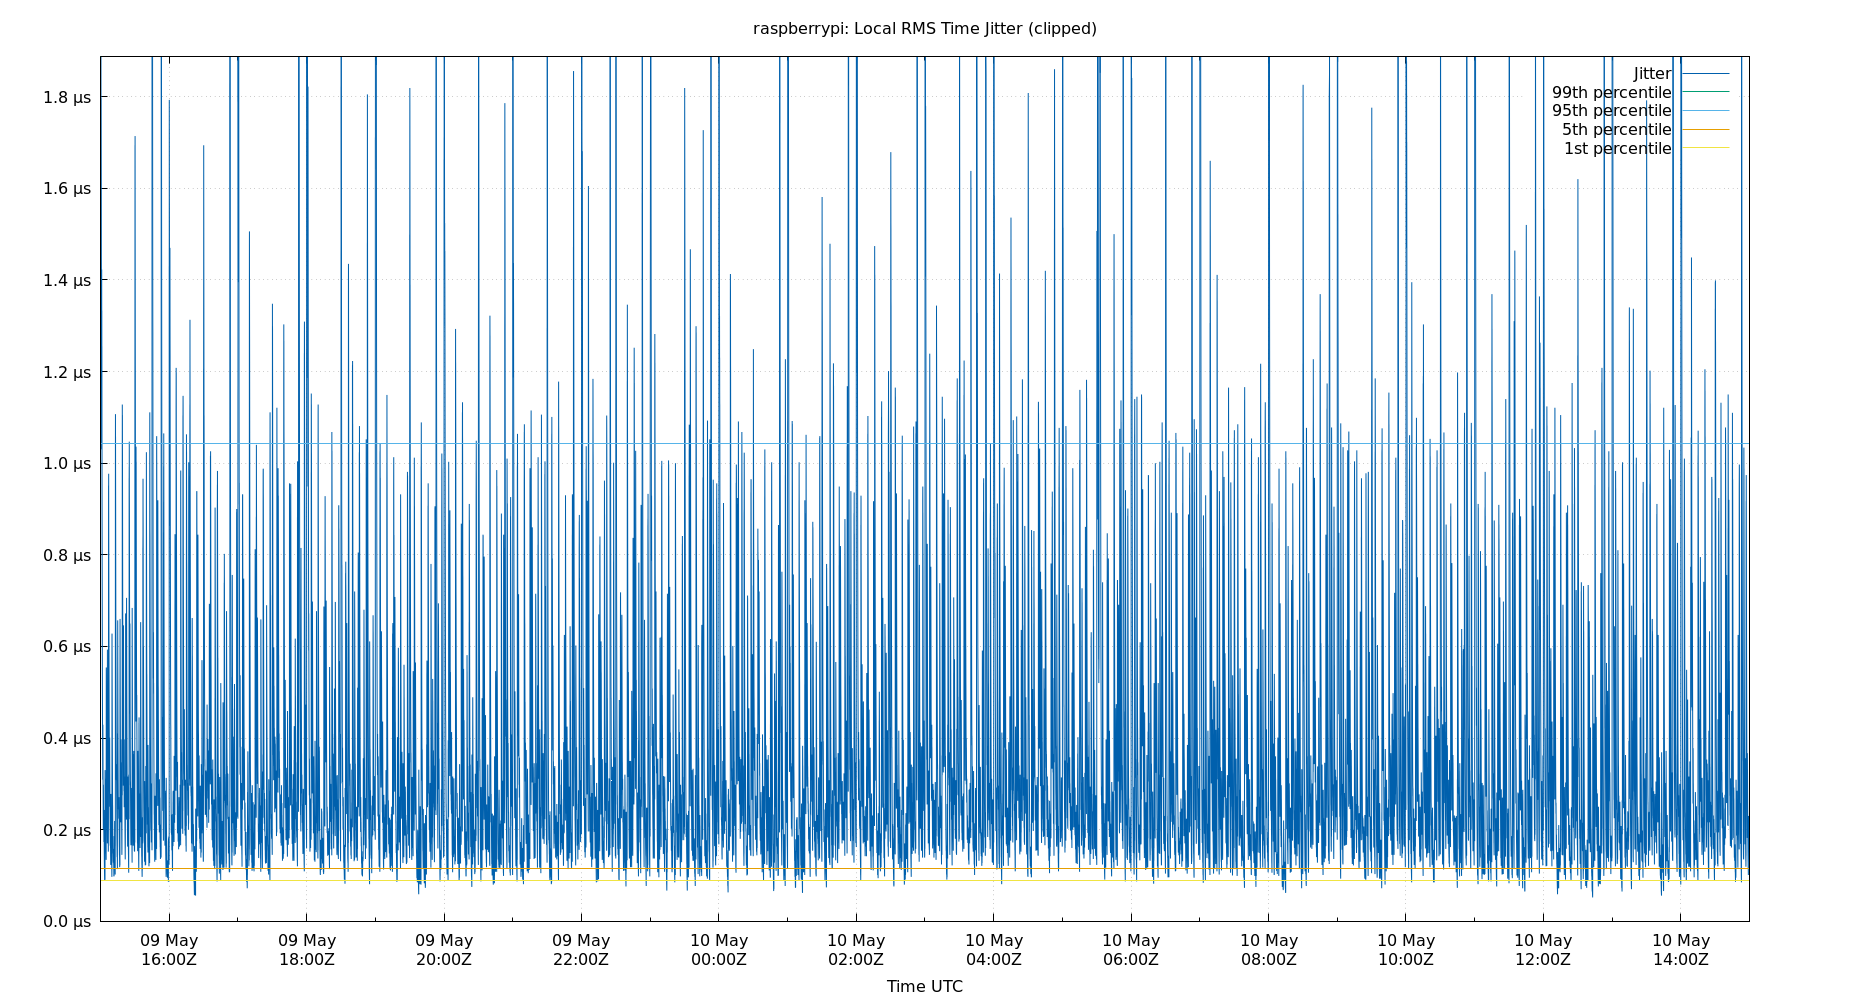 raspberrypi: Local RMS Time Jitter (clipped)
Jitter
99th percentile
95th percentile
5th percentile
1st percentile
1.8 µs
1.6 µs
1.4 µs
1.2 µs
1.0 µs
0.8 µs
0.6 µs
0.4 µs
0.2 µs
0.0 µs
09 May 09 May 09 May 09 May 10 May 10 May 10 May 10 May 10 May 10 May 10 May 10 May
16:00Z 18:00Z 20:00Z 22:00Z 00:00Z 02:00Z 04:00Z 06:00Z 08:00Z 10:00Z 12:00Z 14:00Z
Time UTC